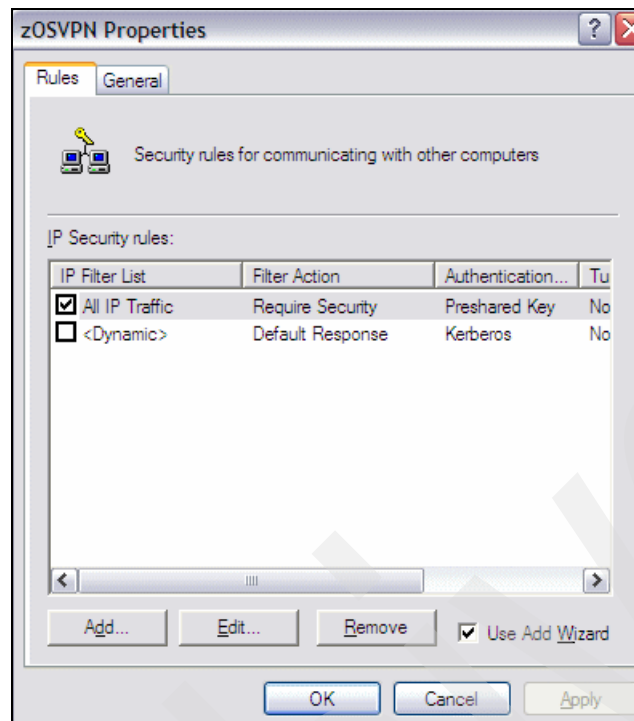 zOSVPN Properties
Rules General
Security rules for communicating with other computers
IP Security rules:
IP Filter List Filter Action Authentication... Tu
All IP Traffic Require Security Preshared Key No
<Dynamic> Default Response Kerberos No
Add... Edit... Remove Use Add Wizard
OK Cancel Apply